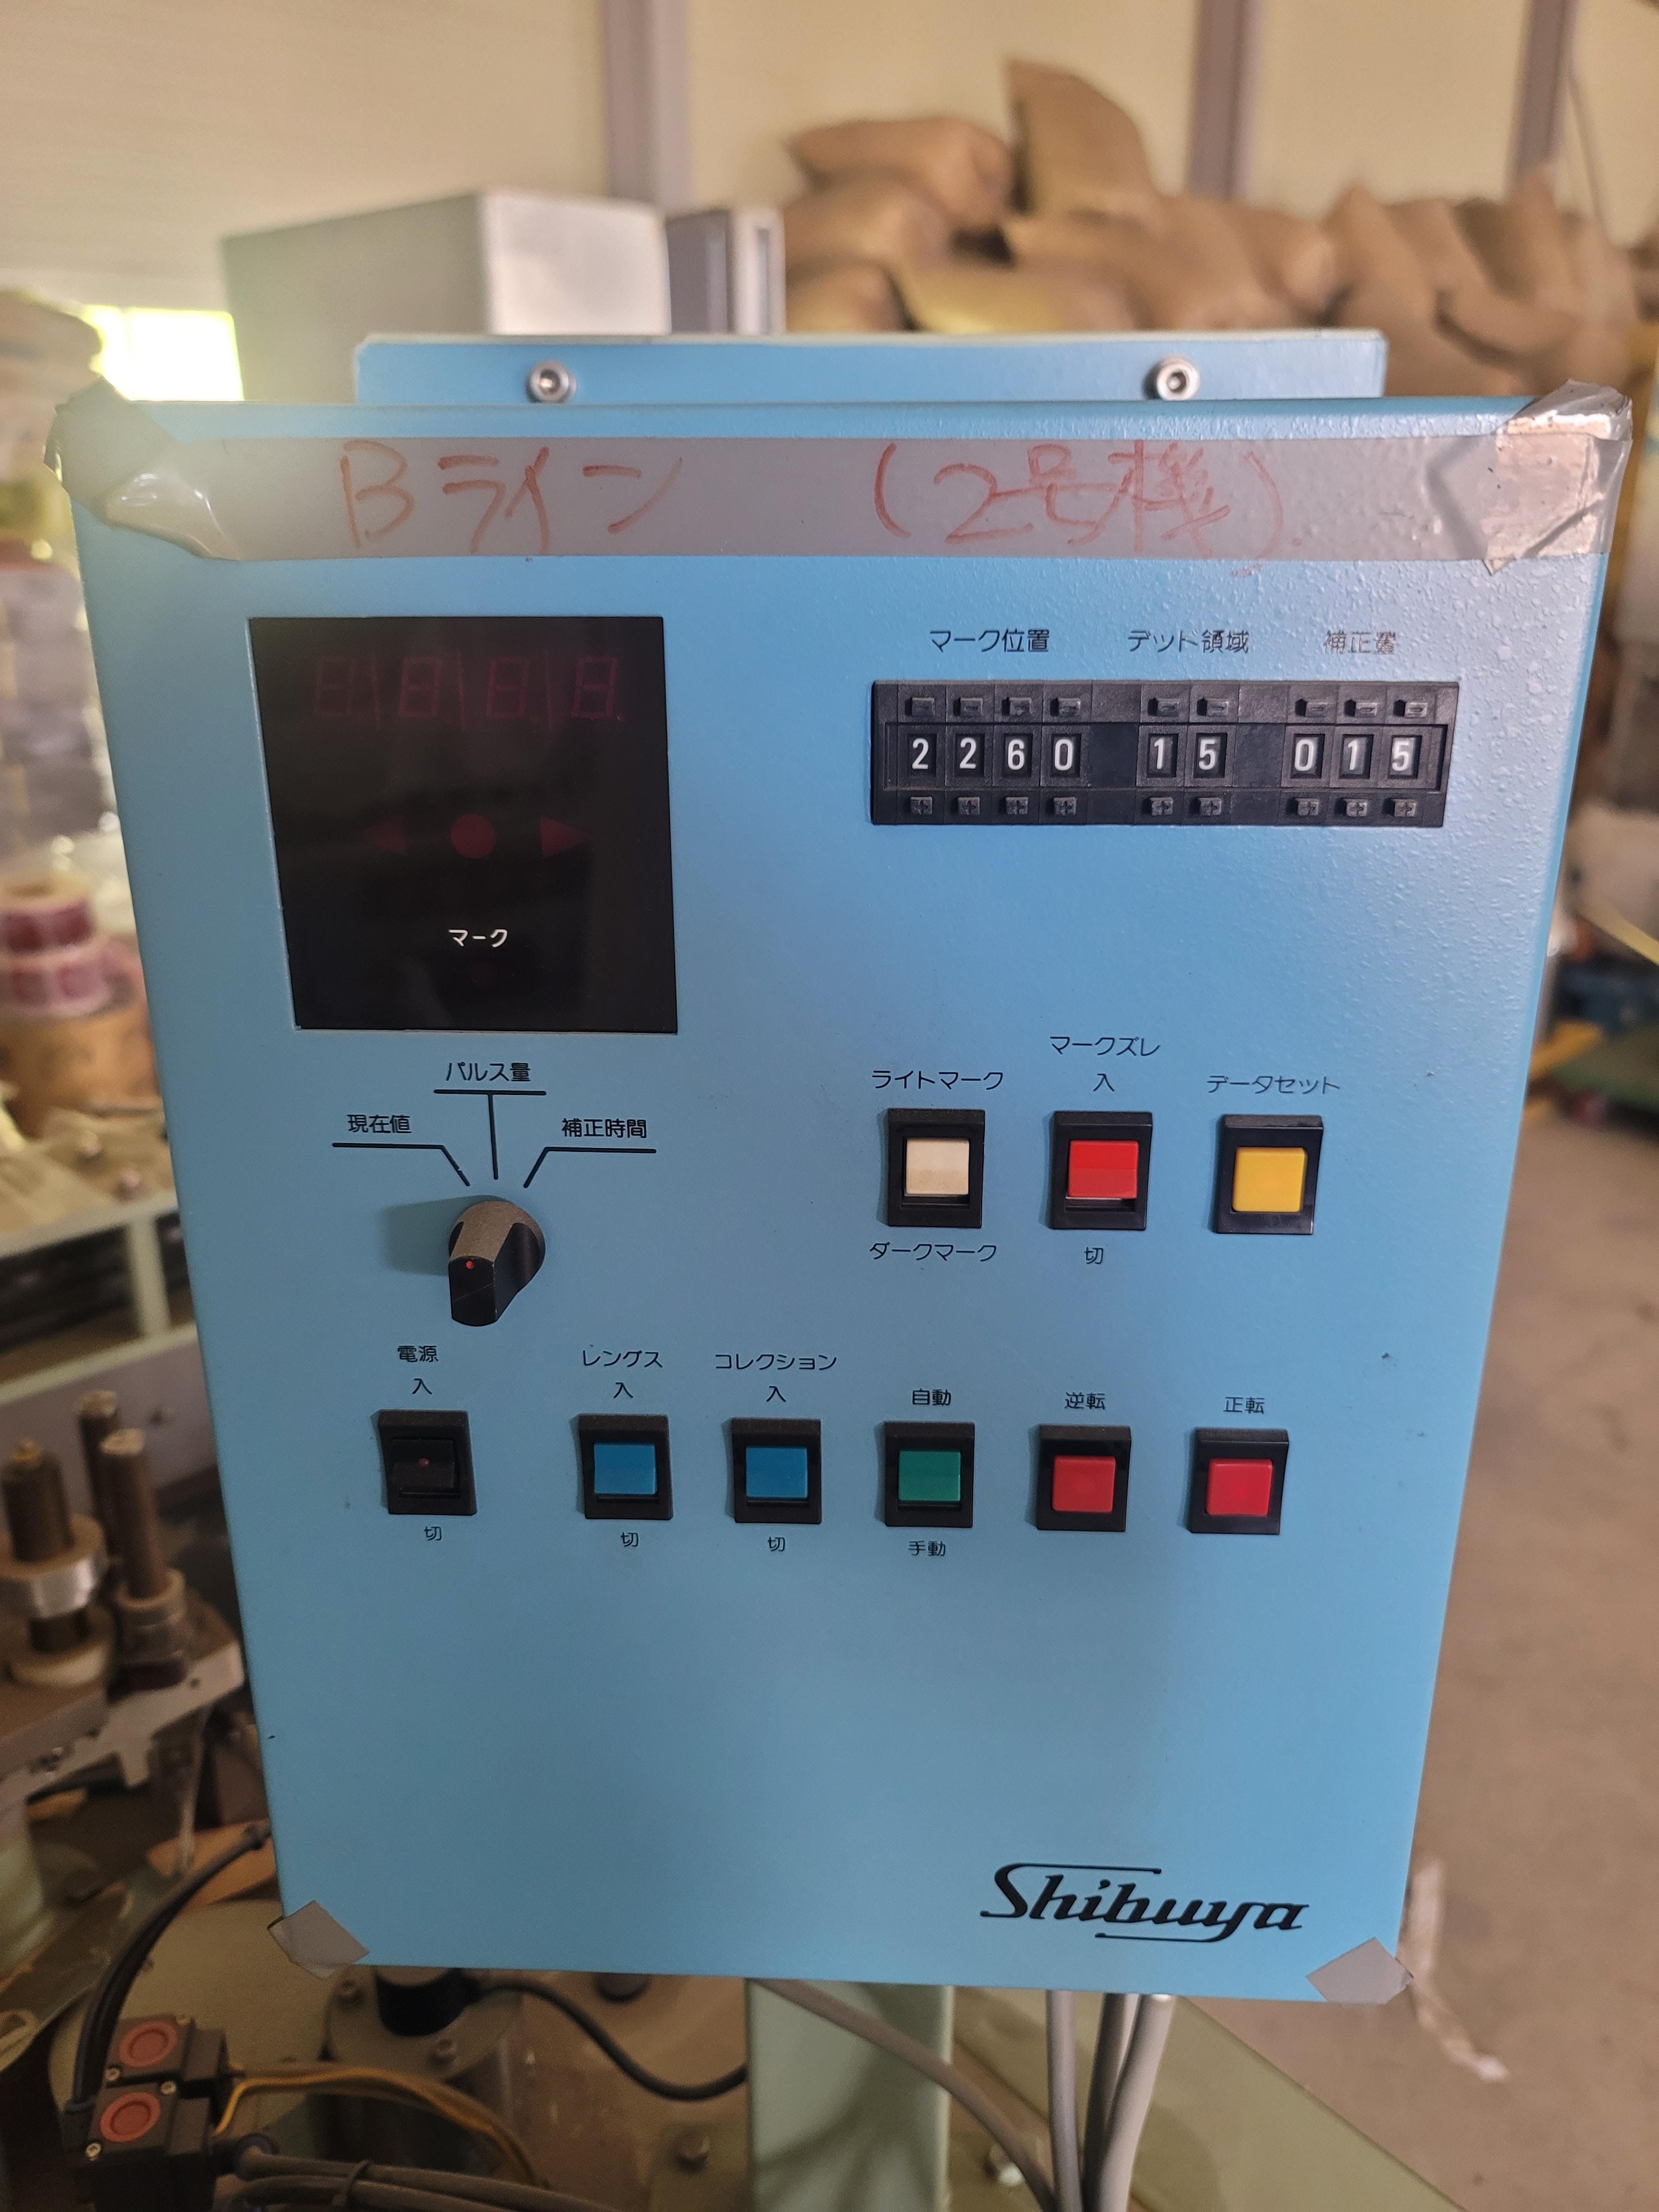 Bライン (2号機)
マーク位置 デット領域 補正量
2260 15 015
マーク
パルス量
現在値 補正時間
マークズレ
ライトマーク 入 データセット
ダークマーク 切
電源 レングス コレクション
入 入 入 自動 逆転 正転
切 切 切 手動
Shibuya